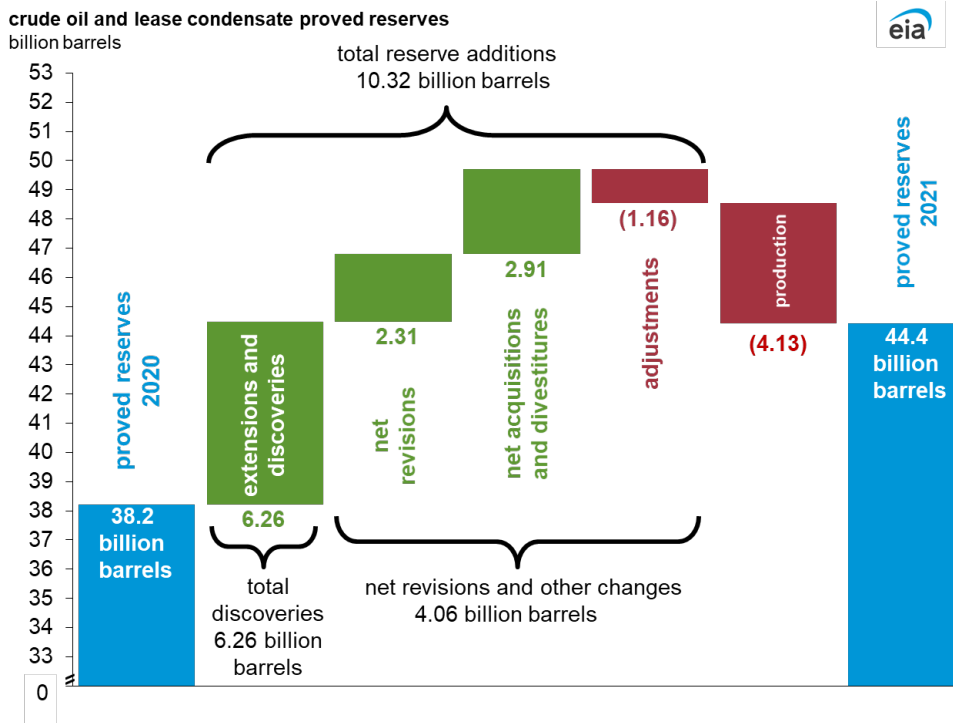 crude oil and lease condensate proved reserves
billion barrels
eia
total reserve additions
10.32 billion barrels
53
52
51
50
49
48
47
46
45
44
43
42
41
40
39
38
37
36
35
34
33
0
proved reserves
2020
38.2
billion
barrels
extensions and
discoveries
6.26
total
discoveries
6.26 billion
barrels
2.31
net
revisions
2.91
net acquisitions
and divestitures
(1.16)
adjustments
net revisions and other changes
4.06 billion barrels
production
(4.13)
proved reserves
2021
44.4
billion
barrels